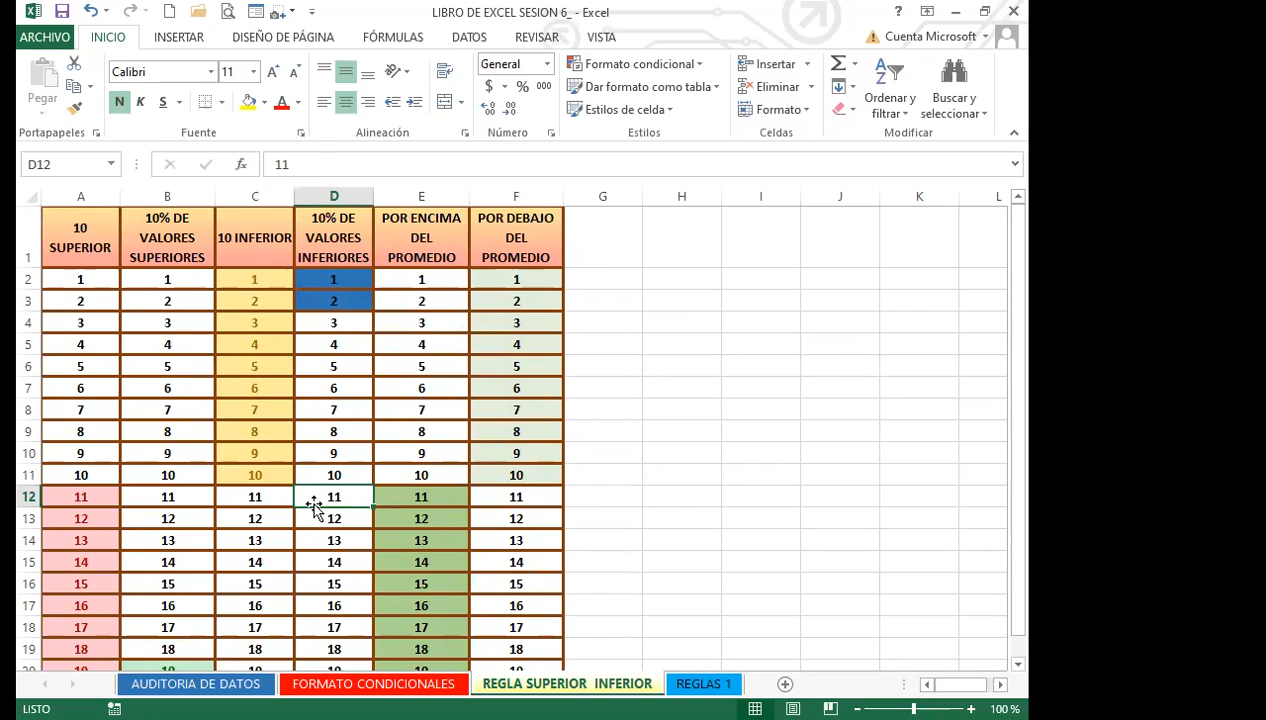 LIBRO DE EXCEL SESION 6_ - Excel
ARCHIVO INICIO INSERTAR DISEÑO DE PÁGINA FÓRMULAS DATOS REVISAR VISTA Cuenta Microsoft
Pegar
Calibri 11
N K S
General
$ % 000
Formato condicional
Dar formato como tabla
Estilos de celda
Insertar
Eliminar
Formato
Ordenar y filtrar
Buscar y seleccionar
Portapapeles Fuente Alineación Número Estilos Celdas Modificar
D12 fx 11
A B C D E F G H I J K L
1 10 SUPERIOR 10% DE VALORES SUPERIORES 10 INFERIOR 10% DE VALORES INFERIORES POR ENCIMA DEL PROMEDIO POR DEBAJO DEL PROMEDIO
2 1 1 1 1 1 1
3 2 2 2 2 2 2
4 3 3 3 3 3 3
5 4 4 4 4 4 4
6 5 5 5 5 5 5
7 6 6 6 6 6 6
8 7 7 7 7 7 7
9 8 8 8 8 8 8
10 9 9 9 9 9 9
11 10 10 10 10 10 10
12 11 11 11 11 11 11
13 12 12 12 12 12 12
14 13 13 13 13 13 13
15 14 14 14 14 14 14
16 15 15 15 15 15 15
17 16 16 16 16 16 16
18 17 17 17 17 17 17
19 18 18 18 18 18 18
20 19 19 19 19 19 19
AUDITORIA DE DATOS FORMATO CONDICIONALES REGLA SUPERIOR INFERIOR REGLAS 1
LISTO 100 %